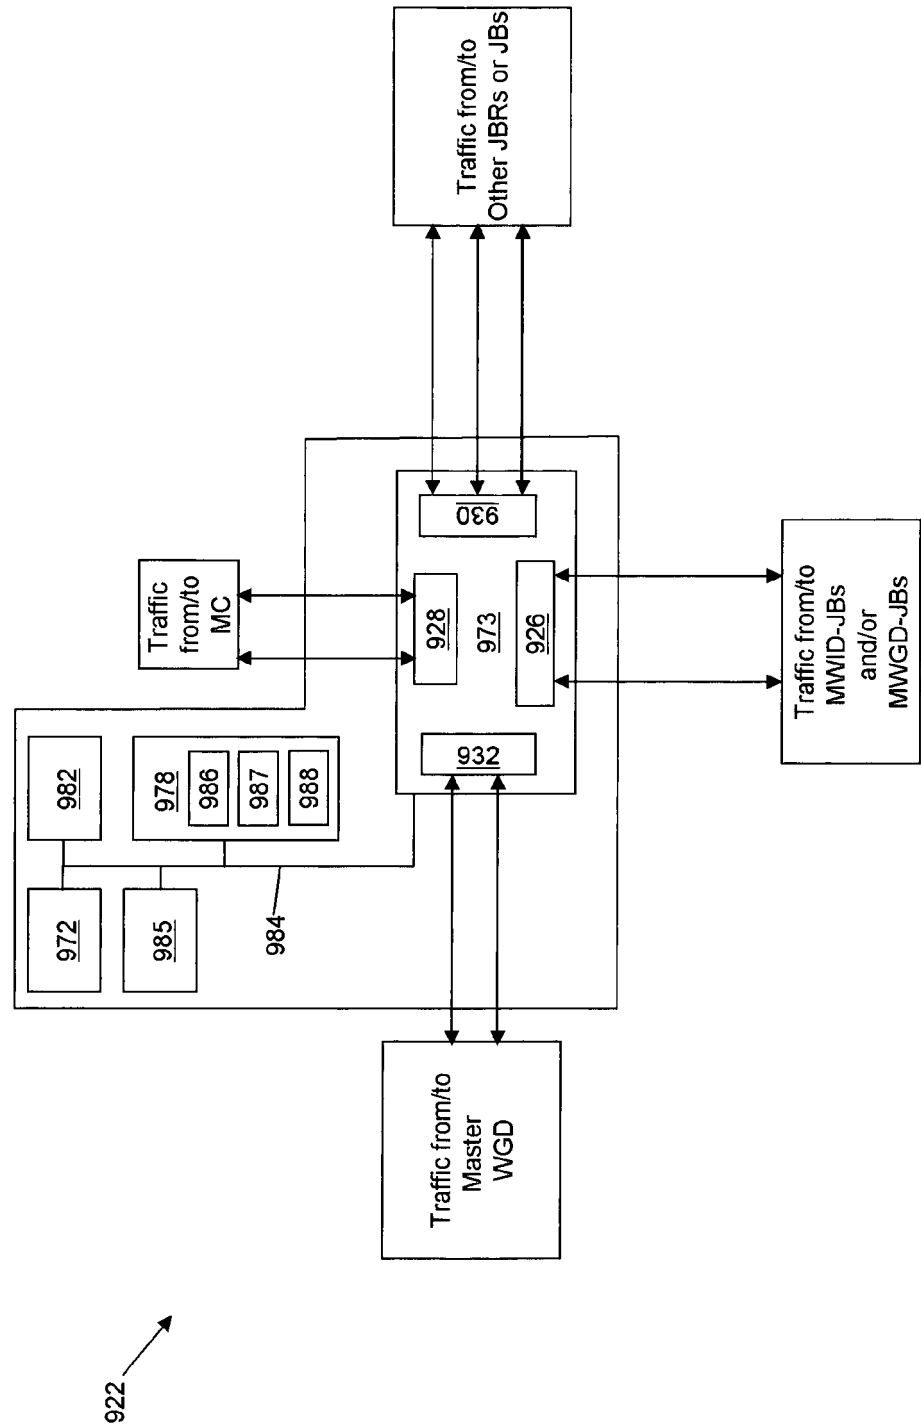 922
972
982
985
978
986
987
988
984
Traffic
from/to
MC
Traffic from/to
Master
WGD
932
928
973
926
930
Traffic from/to
Other JBRs or JBs
Traffic from/to
MWID-JBs
and/or
MWGD-JBs